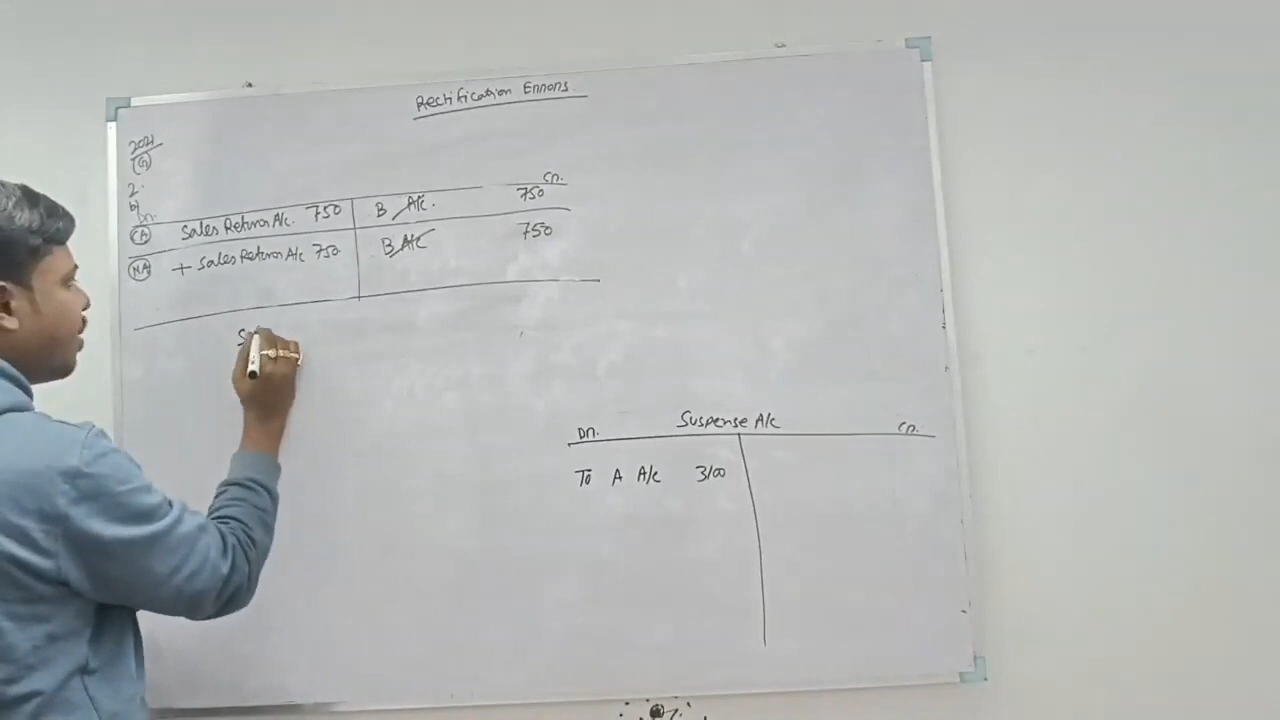 Rectification Errors
2021
(G)
2.
b)
Dr. Cr.
(CA) Sales Return A/c. 750 B A/c. 750
(MA) + Sales Return A/c 750 B A/c 750
S
Suspense A/c
Dr. Cr.
To A A/c 3100